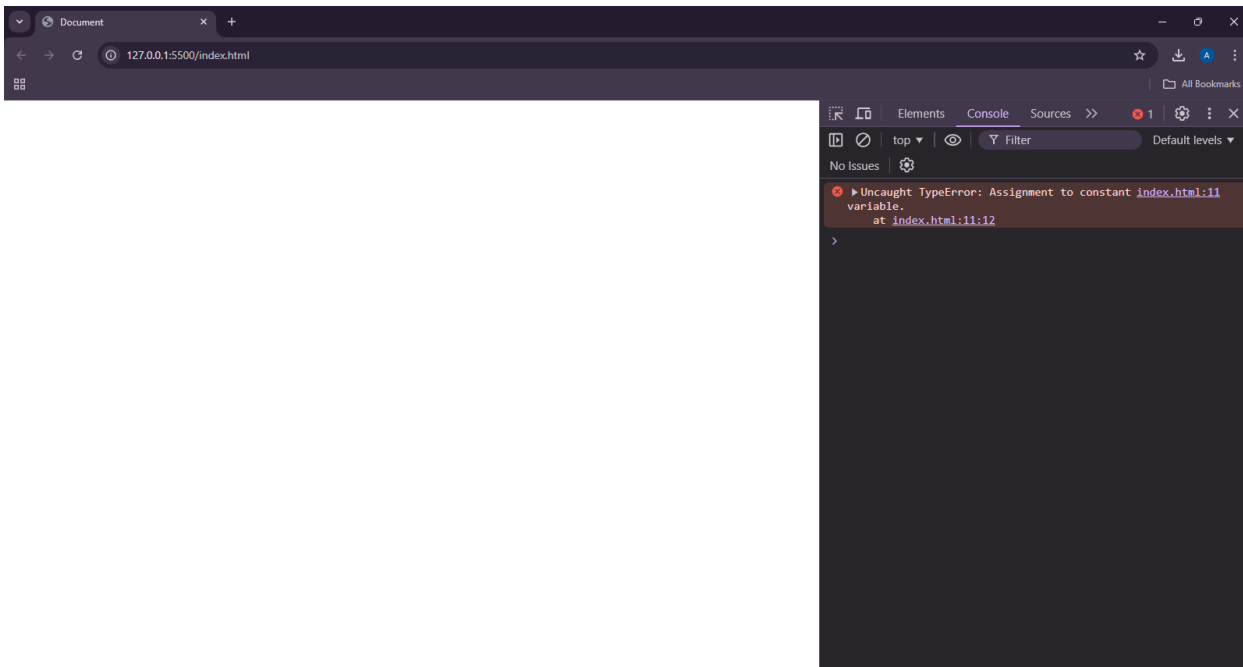 Document
127.0.0.1:5500/index.html
A
All Bookmarks
Elements Console Sources 1
top Filter Default levels
No Issues
Uncaught TypeError: Assignment to constant index.html:11
variable.
at index.html:11:12